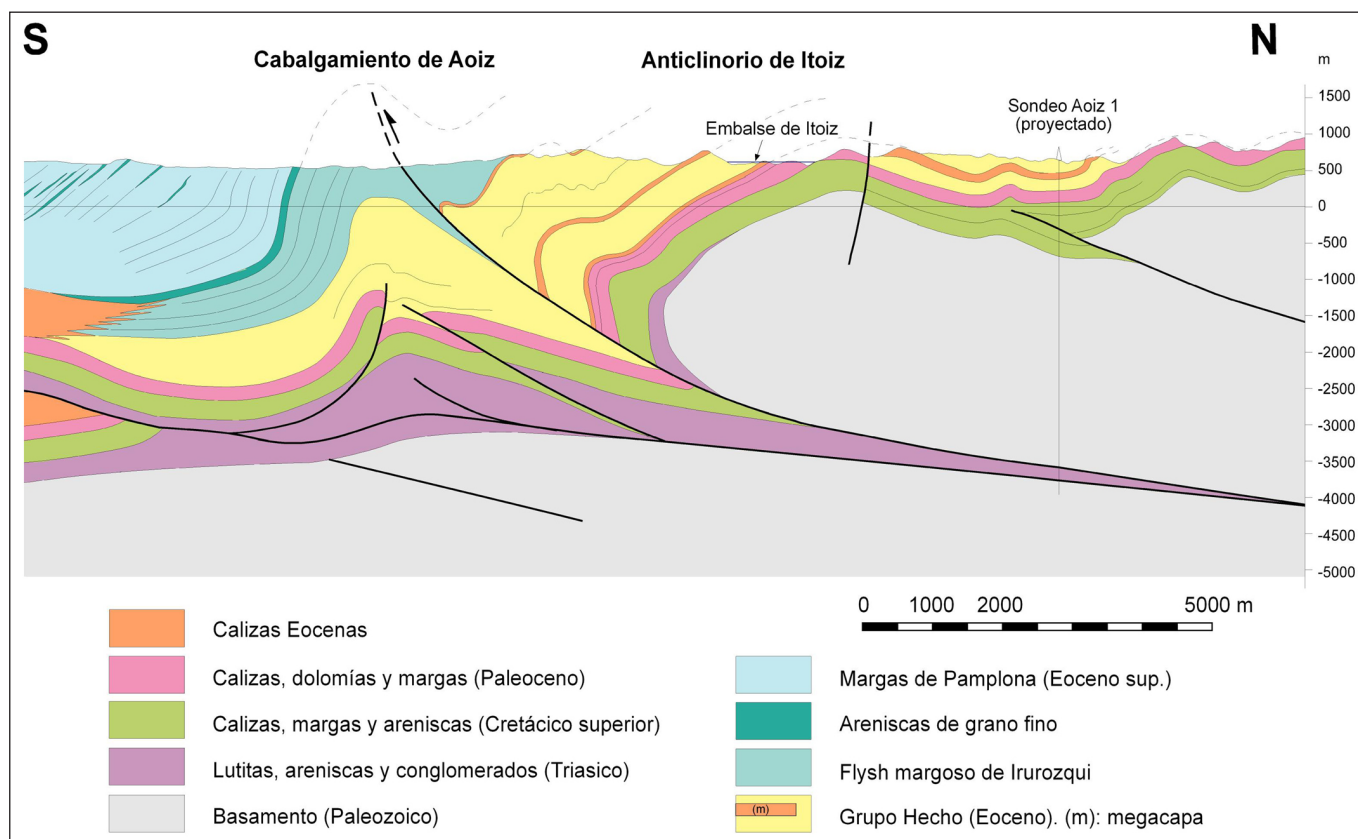 S
N
Cabalgamiento de Aoiz
Anticlinorio de Itoiz
m
Sondeo Aoiz 1
(proyectado)
Embalse de Itoiz
1500
1000
500
0
-500
-1000
-1500
-2000
-2500
-3000
-3500
-4000
-4500
-5000
0 1000 2000 5000 m
Calizas Eocenas
Calizas, dolomías y margas (Paleoceno)
Calizas, margas y areniscas (Cretácico superior)
Lutitas, areniscas y conglomerados (Triasico)
Basamento (Paleozoico)
Margas de Pamplona (Eoceno sup.)
Areniscas de grano fino
Flysh margoso de Irurozqui
(m)
Grupo Hecho (Eoceno). (m): megacapa